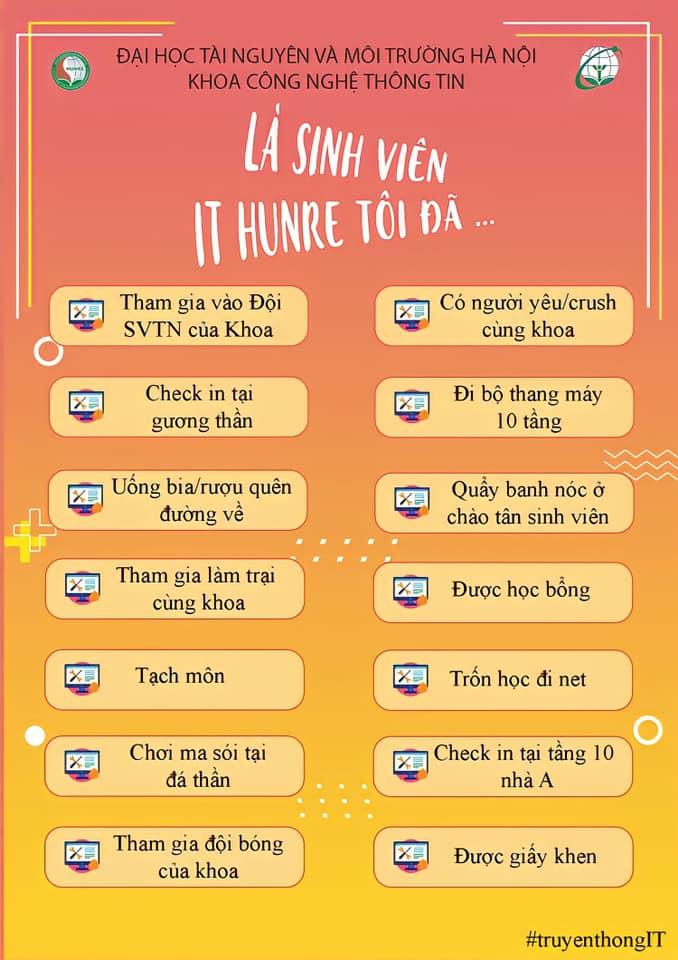 ĐẠI HỌC TÀI NGUYÊN VÀ MÔI TRƯỜNG HÀ NỘI
KHOA CÔNG NGHỆ THÔNG TIN
HUNRE
LÀ SINH VIÊN
IT HUNRE TÔI ĐÃ ...
Tham gia vào Đội
SVTN của Khoa
Có người yêu/crush
cùng khoa
Check in tại
gương thần
Đi bộ thang máy
10 tầng
Uống bia/rượu quên
đường về
Quẩy banh nóc ở
chào tân sinh viên
Tham gia làm trại
cùng khoa
Được học bổng
Tạch môn
Trốn học đi net
Chơi ma sói tại
đá thần
Check in tại tầng 10
nhà A
Tham gia đội bóng
của khoa
Được giấy khen
#truyenthongIT